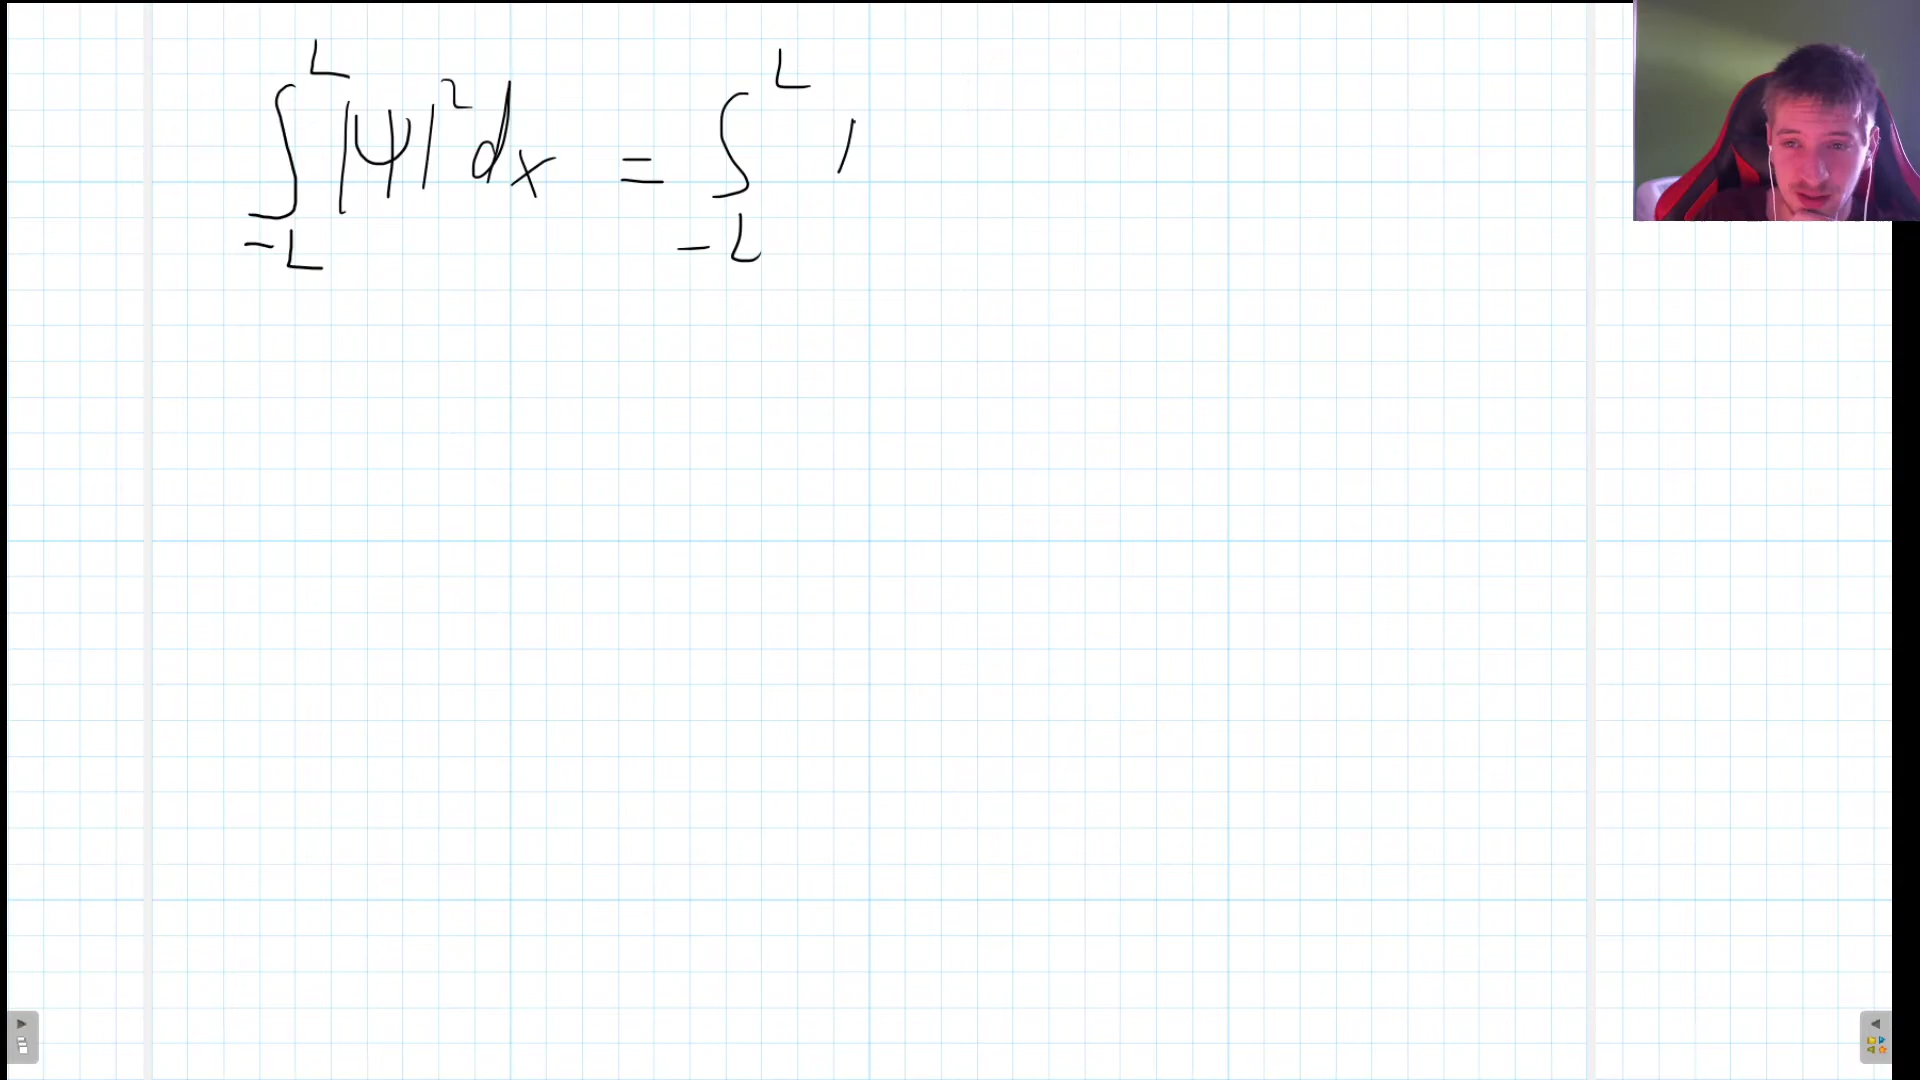 ∫_{-L}^{L} |ψ|² dx = ∫_{-L}^{L}